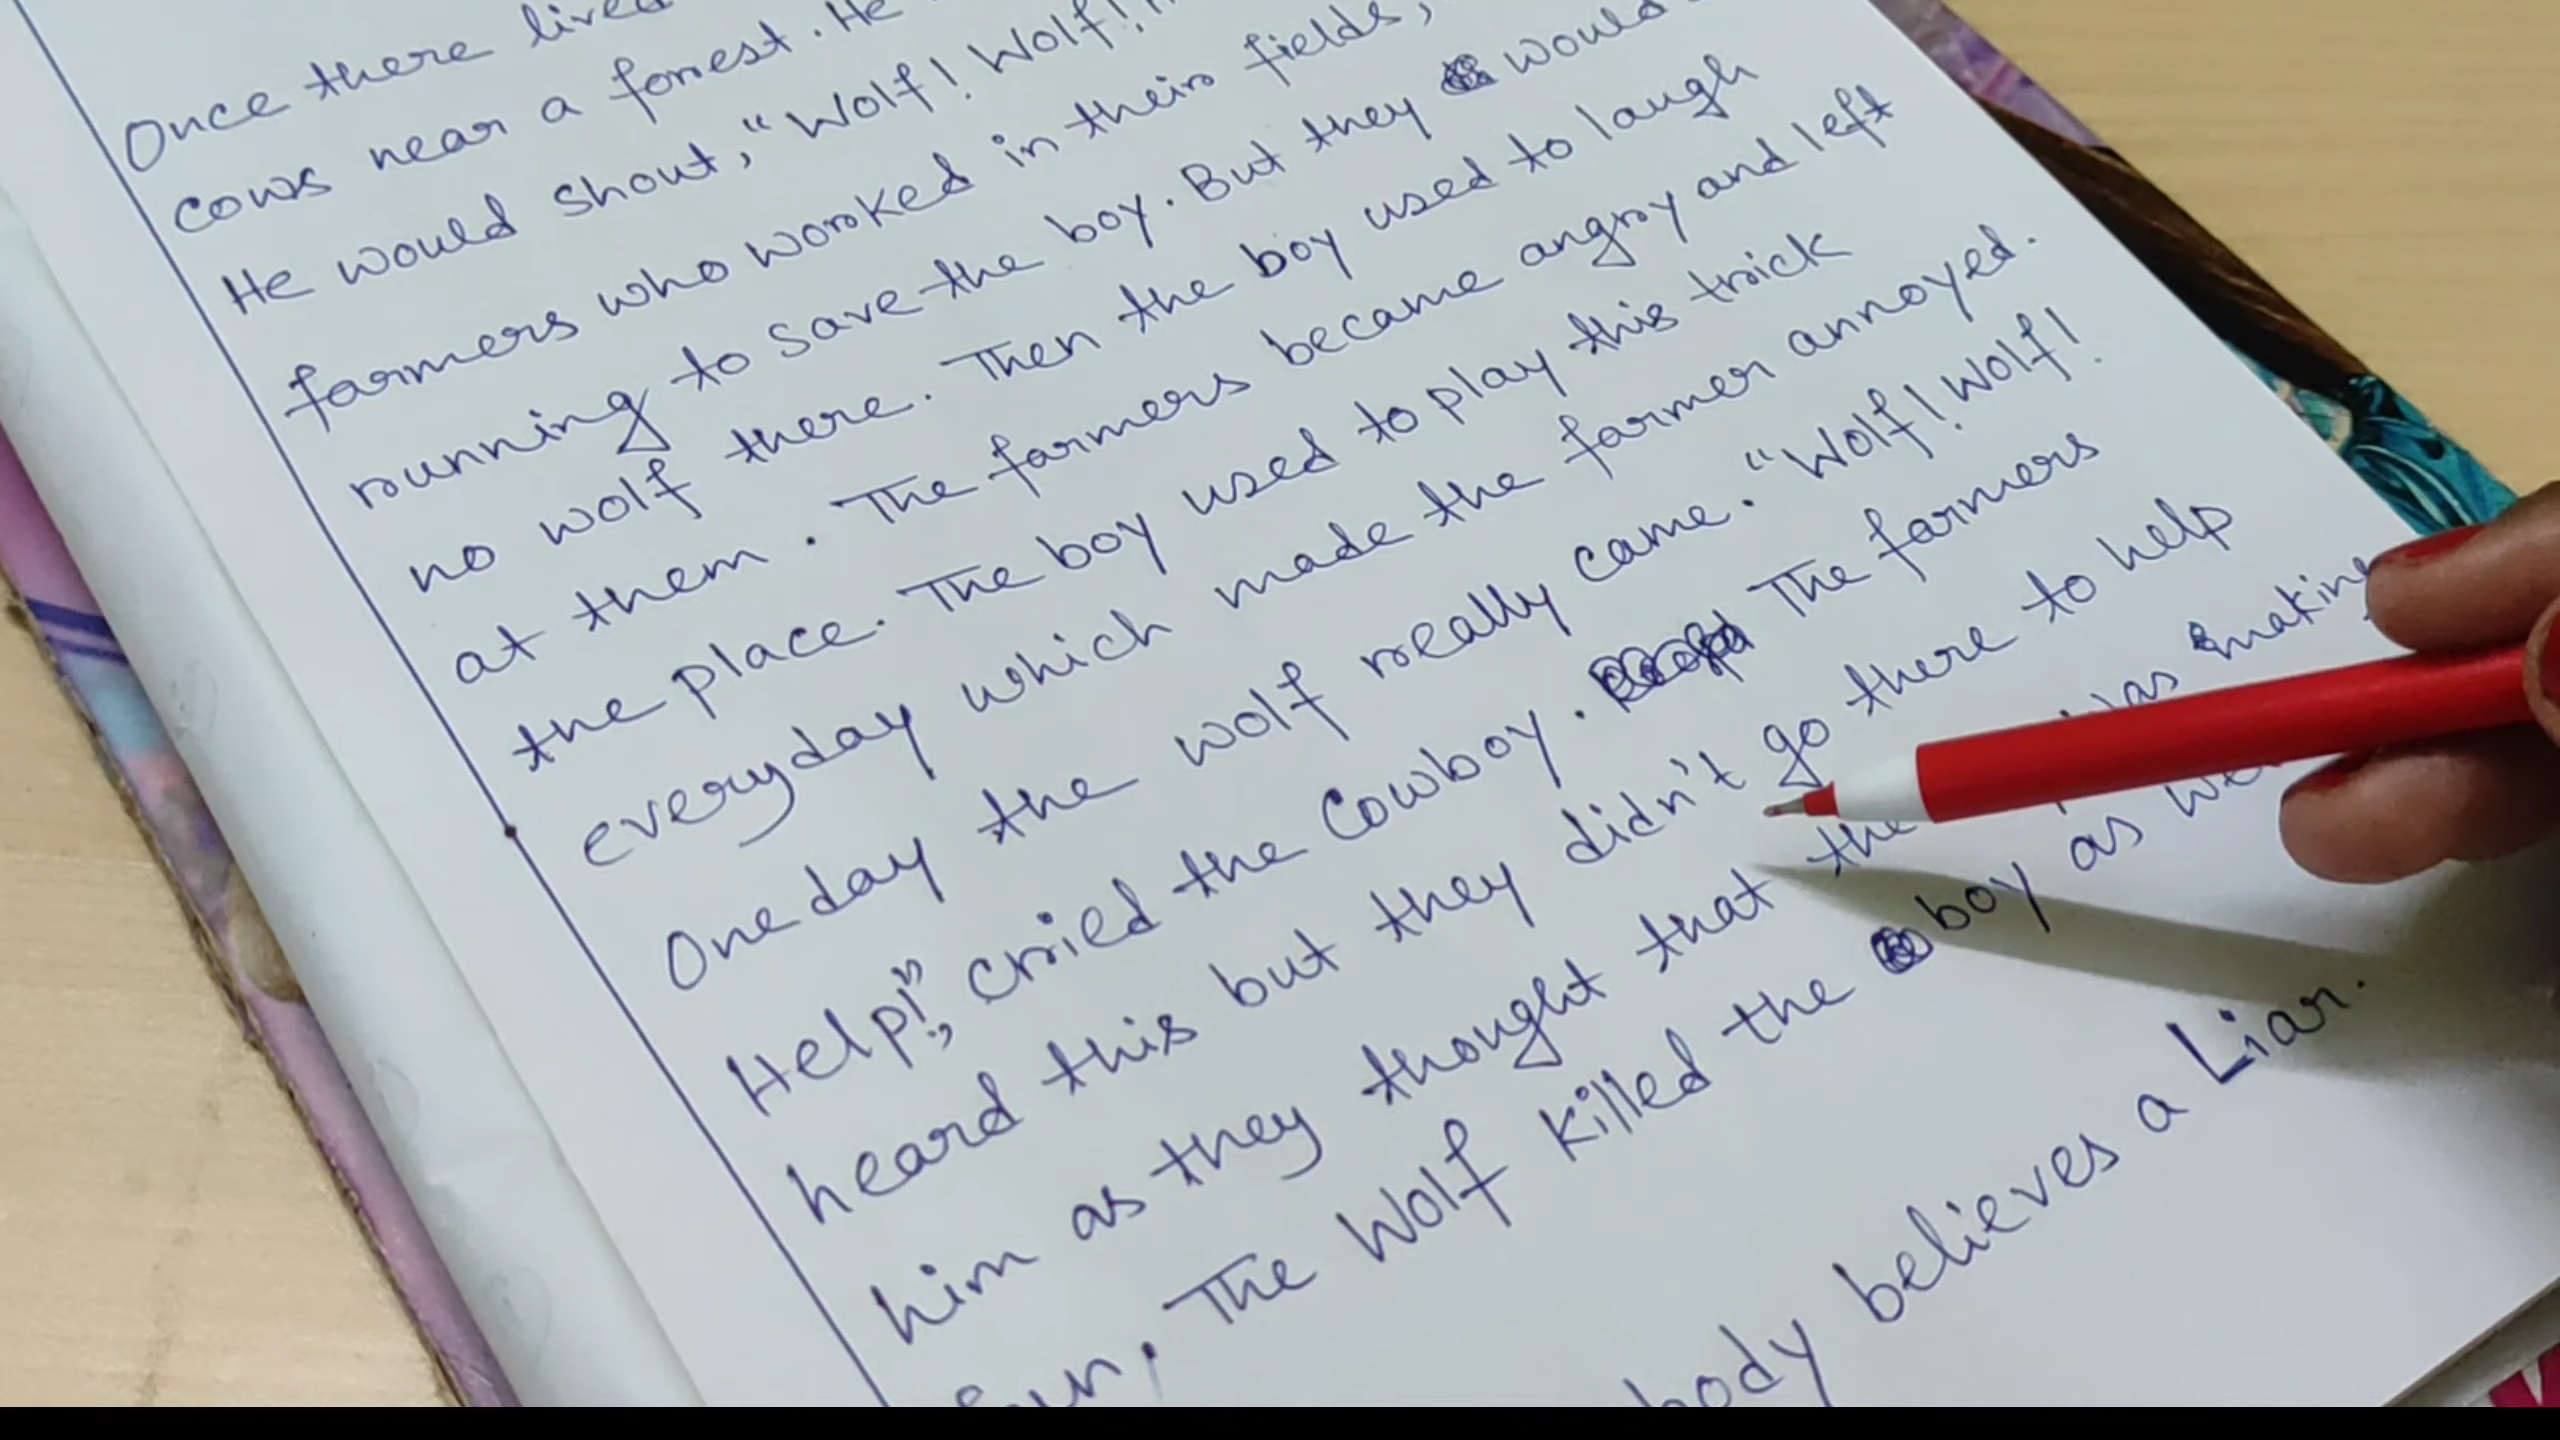 Once there lived
cows near a forrest. He
He would shout, "Wolf! Wolf!
farmers who worked in their fields,
running to save the boy. But they would
no wolf there. Then the boy used to laugh
at them. The farmers became angry and left
the place. The boy used to play this trick
everyday which made the farmer annoyed.
One day the wolf really came. "Wolf! Wolf!
Help!", cried the Cowboy. The farmers
heard this but they didn't go there to help
him as they thought that the was making
fun. The Wolf killed the boy as
body believes a Liar.